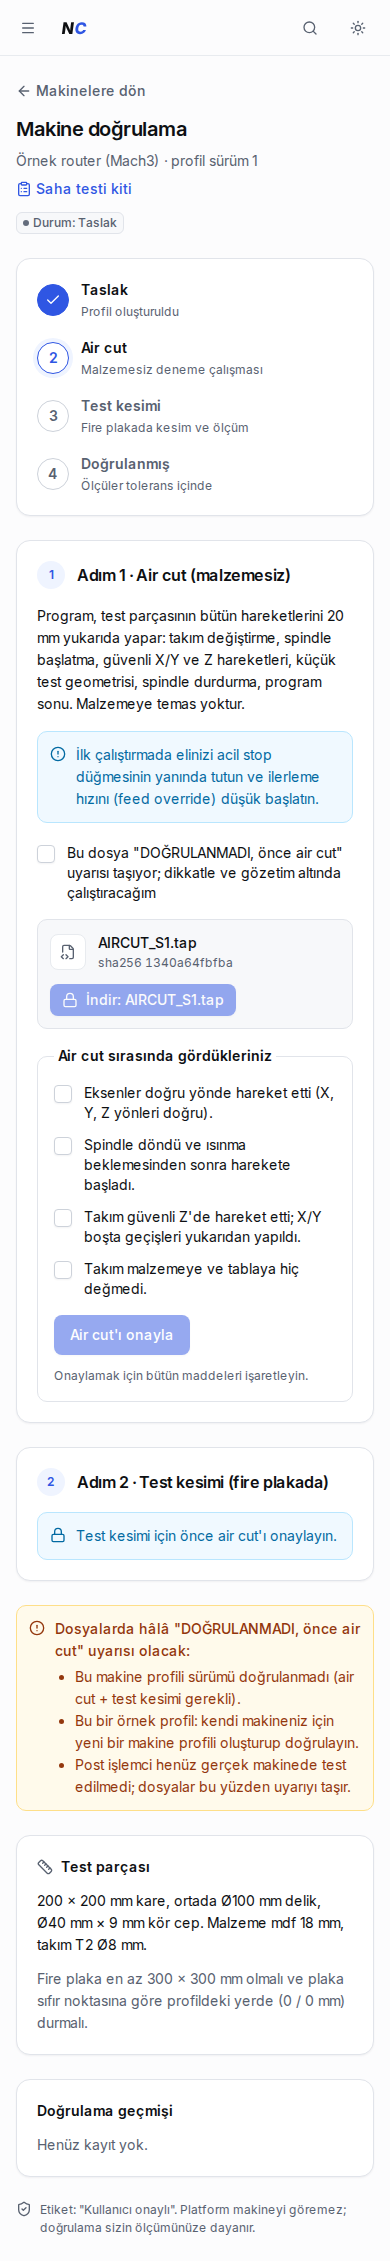 NC
Makinelere dön
Makine doğrulama
Örnek router (Mach3) · profil sürüm 1
Saha testi kiti
Durum: Taslak
Taslak
Profil oluşturuldu
2
Air cut
Malzemesiz deneme çalışması
3
Test kesimi
Fire plakada kesim ve ölçüm
4
Doğrulanmış
Ölçüler tolerans içinde
1
Adım 1 · Air cut (malzemesiz)
Program, test parçasının bütün hareketlerini 20
mm yukarıda yapar: takım değiştirme, spindle
başlatma, güvenli X/Y ve Z hareketleri, küçük
test geometrisi, spindle durdurma, program
sonu. Malzemeye temas yoktur.
İlk çalıştırmada elinizi acil stop
düğmesinin yanında tutun ve ilerleme
hızını (feed override) düşük başlatın.
Bu dosya "DOĞRULANMADI, önce air cut"
uyarısı taşıyor; dikkatle ve gözetim altında
çalıştıracağım
AIRCUT_S1.tap
sha256 1340a64fbfba
İndir: AIRCUT_S1.tap
Air cut sırasında gördükleriniz
Eksenler doğru yönde hareket etti (X,
Y, Z yönleri doğru).
Spindle döndü ve ısınma
beklemesinden sonra harekete
başladı.
Takım güvenli Z'de hareket etti; X/Y
boşta geçişleri yukarıdan yapıldı.
Takım malzemeye ve tablaya hiç
değmedi.
Air cut'ı onayla
Onaylamak için bütün maddeleri işaretleyin.
2
Adım 2 · Test kesimi (fire plakada)
Test kesimi için önce air cut'ı onaylayın.
Dosyalarda hâlâ "DOĞRULANMADI, önce air
cut" uyarısı olacak:
• Bu makine profili sürümü doğrulanmadı (air
cut + test kesimi gerekli).
• Bu bir örnek profil: kendi makineniz için
yeni bir makine profili oluşturup doğrulayın.
• Post işlemci henüz gerçek makinede test
edilmedi; dosyalar bu yüzden uyarıyı taşır.
Test parçası
200 × 200 mm kare, ortada Ø100 mm delik,
Ø40 mm × 9 mm kör cep. Malzeme mdf 18 mm,
takım T2 Ø8 mm.
Fire plaka en az 300 × 300 mm olmalı ve plaka
sıfır noktasına göre profildeki yerde (0 / 0 mm)
durmalı.
Doğrulama geçmişi
Henüz kayıt yok.
Etiket: "Kullanıcı onaylı". Platform makineyi göremez;
doğrulama sizin ölçümünüze dayanır.